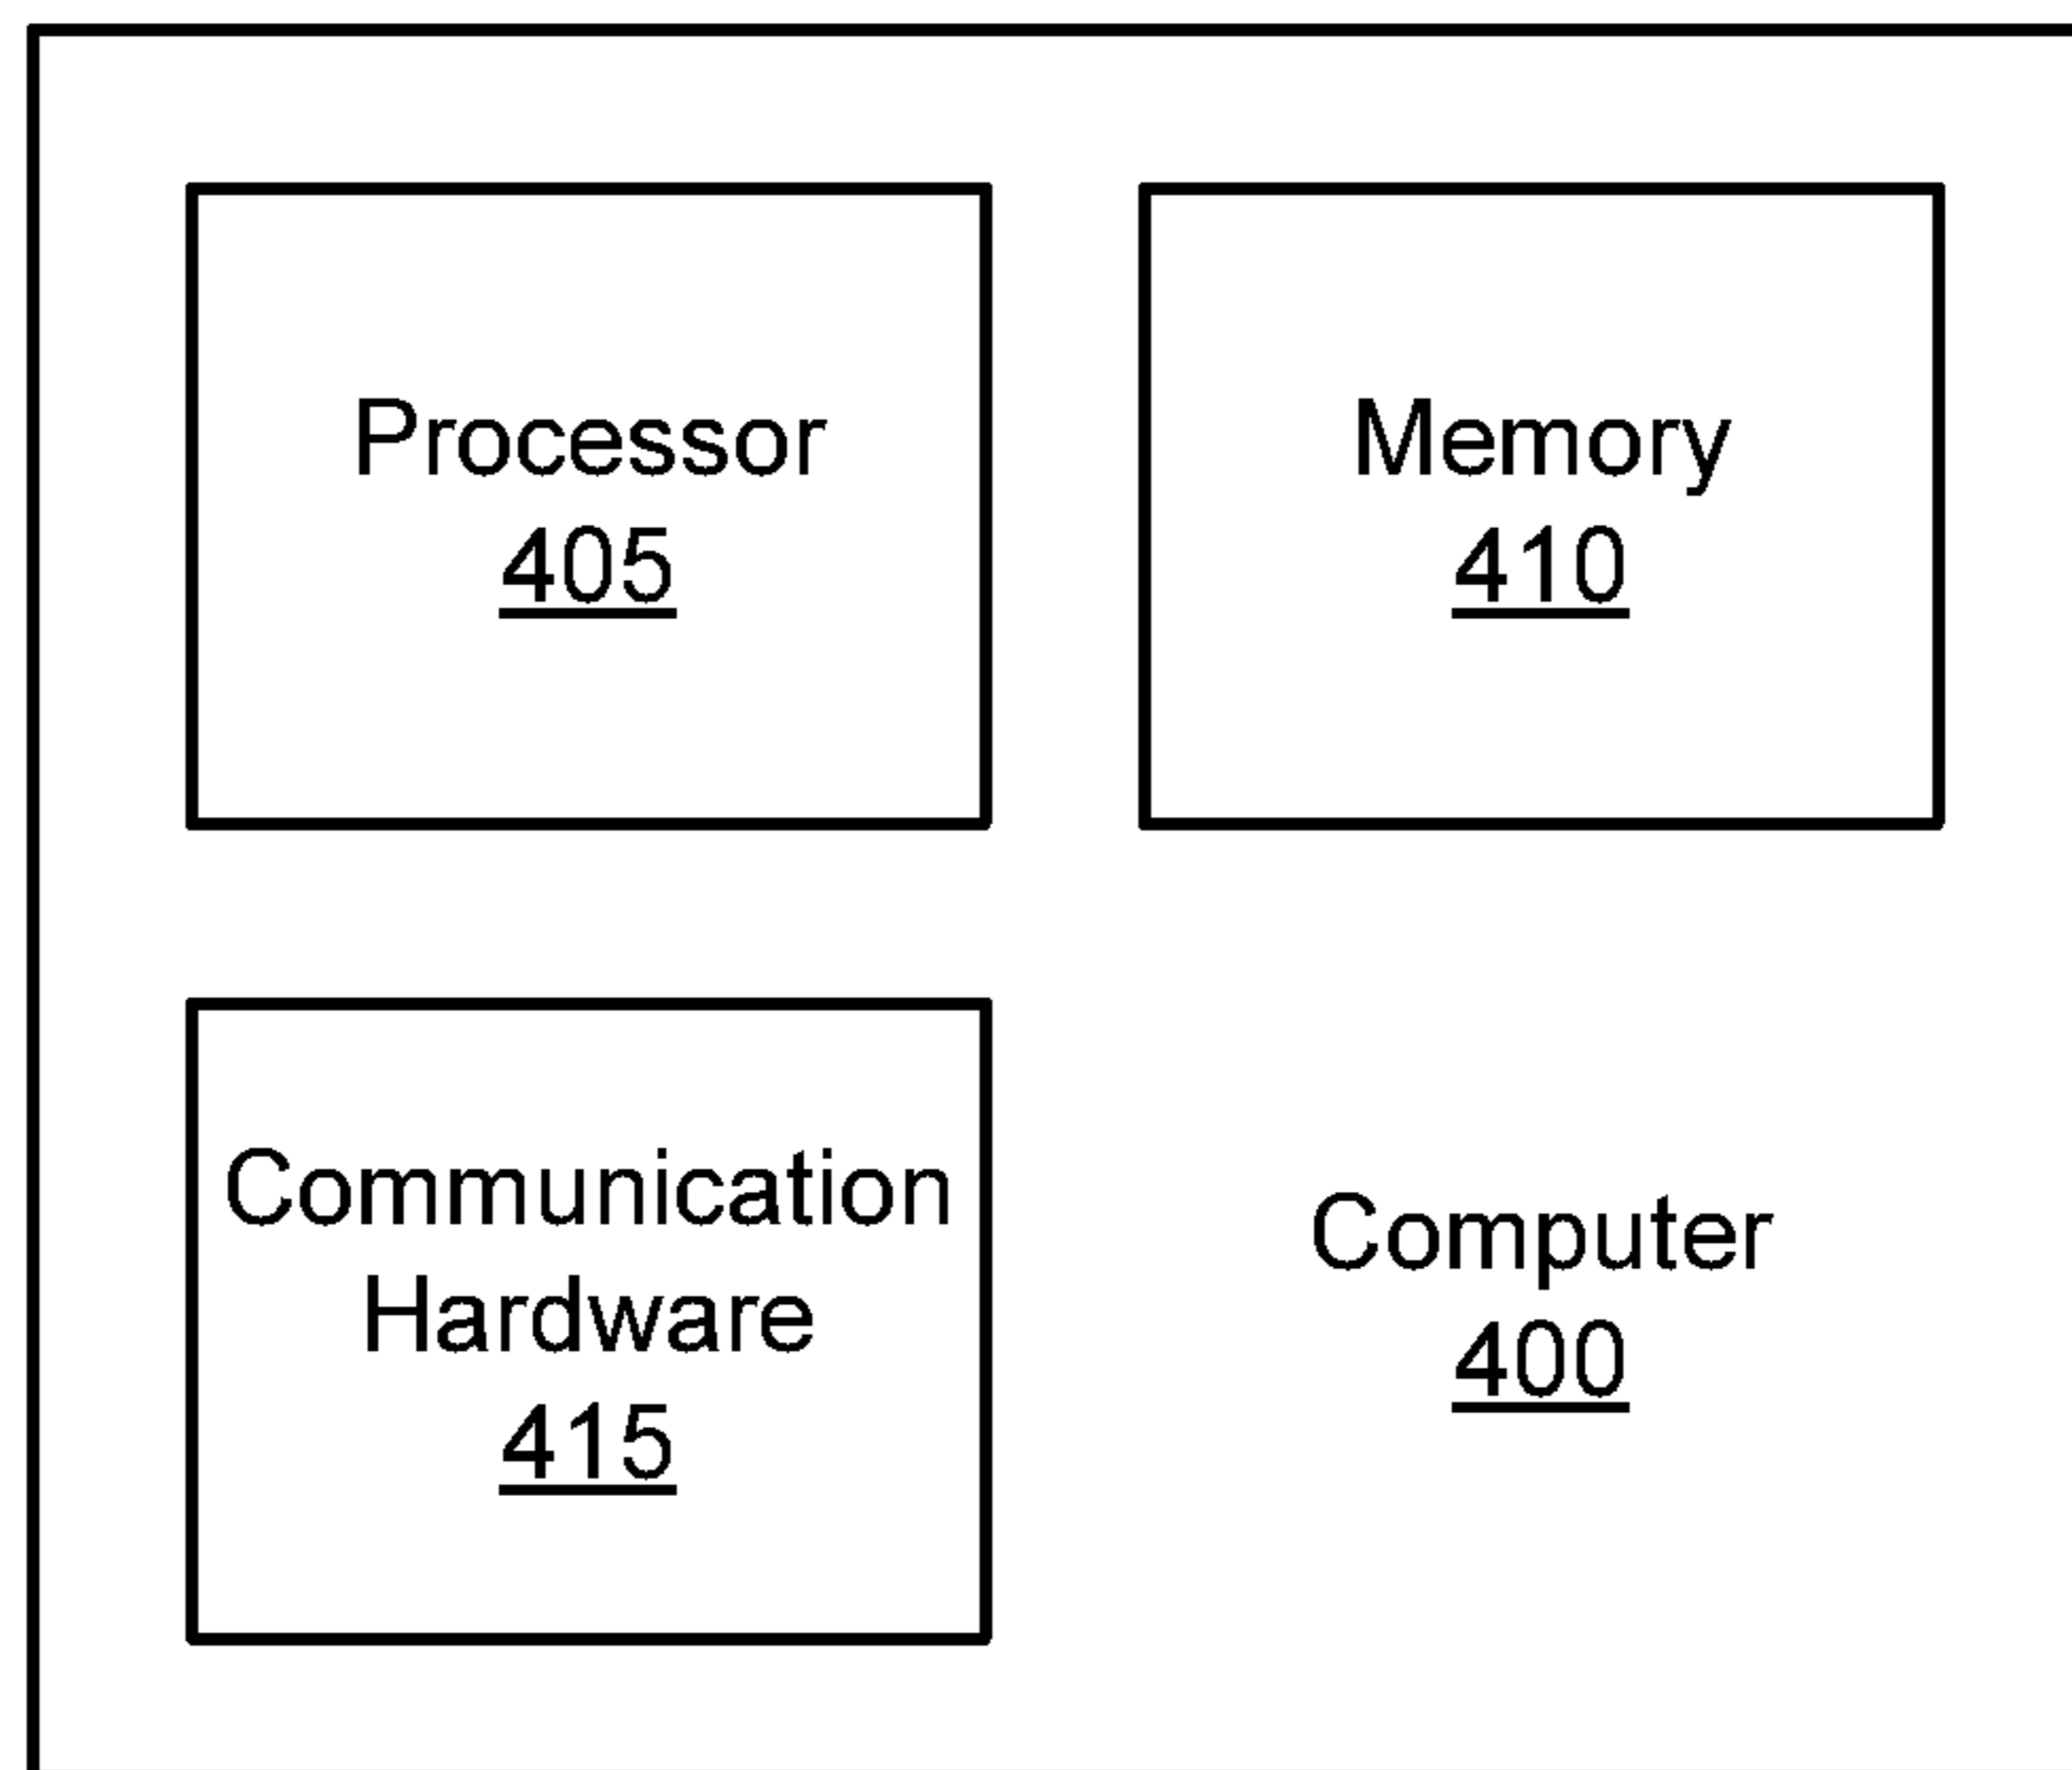 Processor
405
Memory
410
Communication
Hardware
415
Computer
400